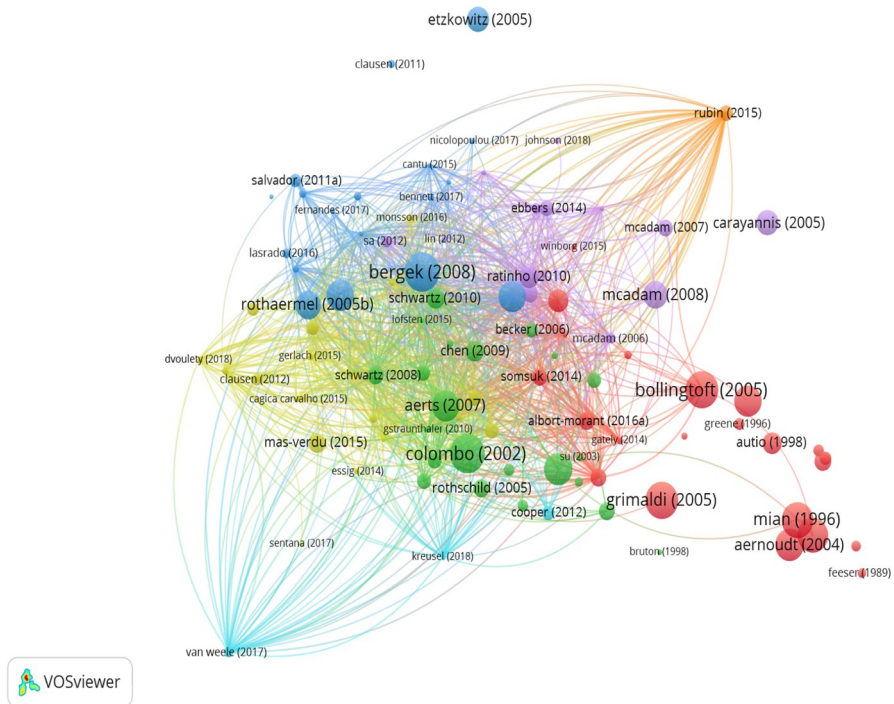 etzkowitz (2005)
clausen (2011)
rubin (2015)
nicolopoulou (2017)
johnson (2018)
cantu (2015)
salvador (2011a)
bennett (2017)
fernandes (2017)
monsson (2016)
ebbers (2014)
mcadam (2007)
carayannis (2005)
sa (2012)
lin (2012)
winborg (2015)
lasrado (2016)
bergek (2008)
ratinho (2010)
rothaermel (2005b)
schwartz (2010)
mcadam (2008)
lofsten (2015)
becker (2006)
mcadam (2006)
chen (2009)
dvoulety (2018)
gerlach (2015)
clausen (2012)
schwartz (2008)
somsuk (2014)
bollingtoft (2005)
cagica carvalho (2015)
aerts (2007)
albort-morant (2016a)
greene (1996)
gstraunthaler (2010)
mas-verdu (2015)
gately (2014)
autio (1998)
colombo (2002)
su (2003)
essig (2014)
rothschild (2005)
grimaldi (2005)
cooper (2012)
mian (1996)
sentana (2017)
kreusel (2018)
bruton (1998)
aernoudt (2004)
feeser (1989)
van weele (2017)
VOSviewer